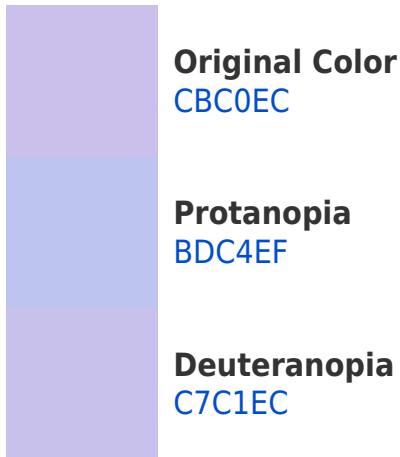 Original Color
CBC0EC
Protanopia
BDC4EF
Deuteranopia
C7C1EC